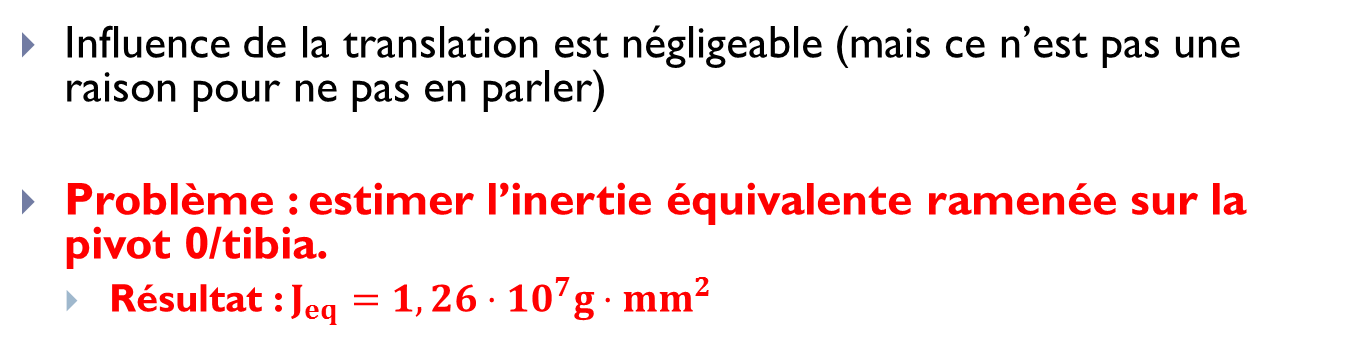 Influence de la translation est négligeable (mais ce n’est pas une
raison pour ne pas en parler)
Problème : estimer l’inertie équivalente ramenée sur la
pivot 0/tibia.
Résultat : J_eq = 1, 26 · 10^7 g · mm^2